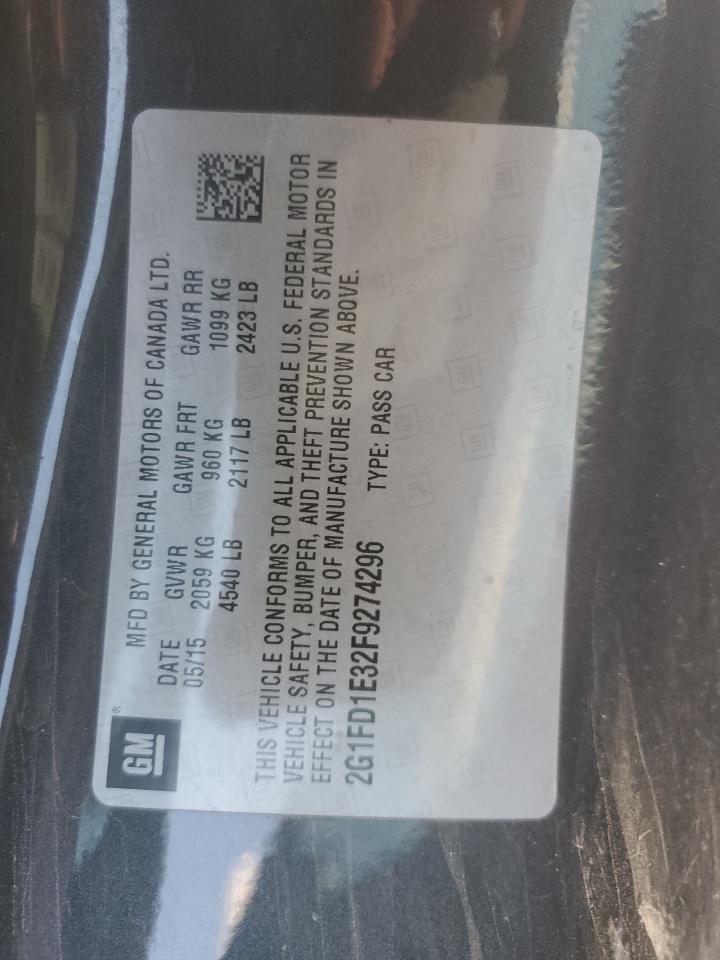 GM®
MFD BY GENERAL MOTORS OF CANADA LTD.
DATE GVWR GAWR FRT GAWR RR
05/15 2059 KG 960 KG 1099 KG
4540 LB 2117 LB 2423 LB
THIS VEHICLE CONFORMS TO ALL APPLICABLE U.S. FEDERAL MOTOR
VEHICLE SAFETY, BUMPER, AND THEFT PREVENTION STANDARDS IN
EFFECT ON THE DATE OF MANUFACTURE SHOWN ABOVE.
2G1FD1E32F9274296 TYPE: PASS CAR